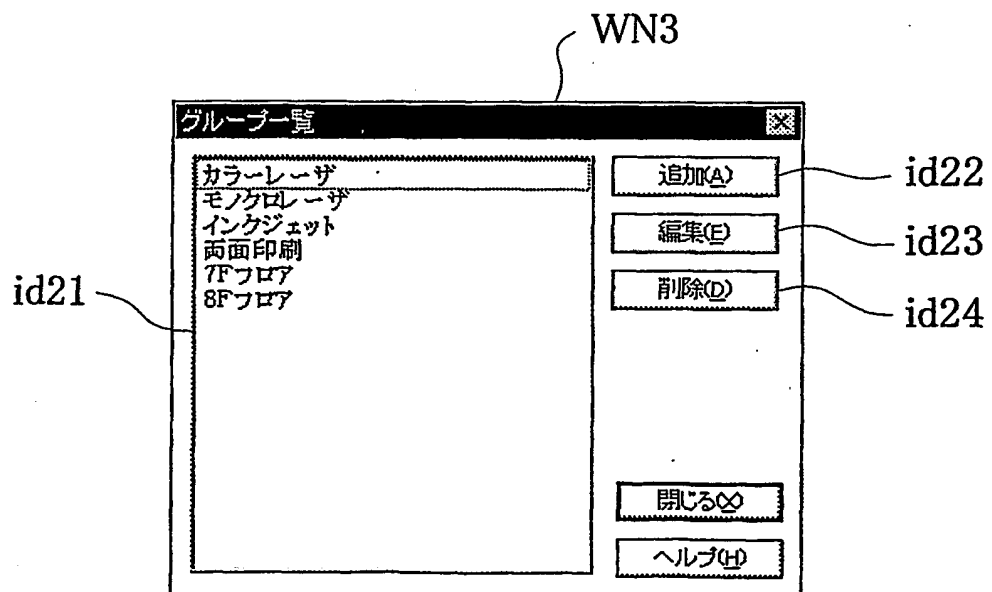 WN3
グループ一覧
カラーレーザ
モノクロレーザ
インクジェット
両面印刷
7Fフロア
8Fフロア
追加(A)
編集(E)
削除(D)
閉じる(X)
ヘルプ(H)
id21
id22
id23
id24